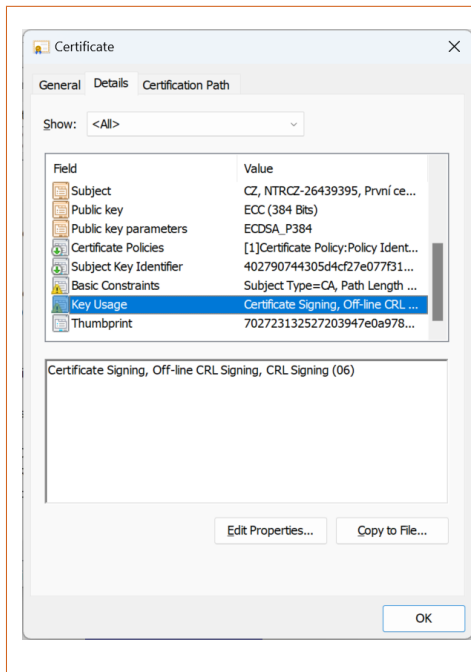 Certificate
General Details Certification Path
Show: <All>
Field Value
Subject CZ, NTRCZ-26439395, První ce...
Public key ECC (384 Bits)
Public key parameters ECDSA_P384
Certificate Policies [1]Certificate Policy:Policy Ident...
Subject Key Identifier 402790744305d4cf27e077f31...
Basic Constraints Subject Type=CA, Path Length ...
Key Usage Certificate Signing, Off-line CRL ...
Thumbprint 702723132527203947e0a978...
Certificate Signing, Off-line CRL Signing, CRL Signing (06)
Edit Properties... Copy to File...
OK